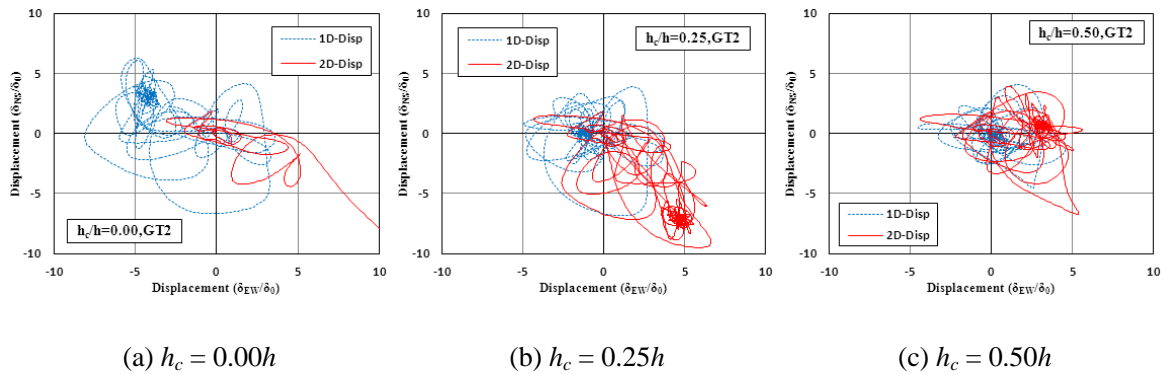 10
5
0
-5
-10
-10
-5
0
5
10
Displacement (δNS/δ0)
Displacement (δEW/δ0)
1D-Disp
2D-Disp
hc/h=0.00,GT2
(a) hc = 0.00h
10
5
0
-5
-10
-10
-5
0
5
10
Displacement (δNS/δ0)
Displacement (δEW/δ0)
1D-Disp
2D-Disp
hc/h=0.25,GT2
(b) hc = 0.25h
10
5
0
-5
-10
-10
-5
0
5
10
Displacement (δNS/δ0)
Displacement (δEW/δ0)
hc/h=0.50,GT2
1D-Disp
2D-Disp
(c) hc = 0.50h